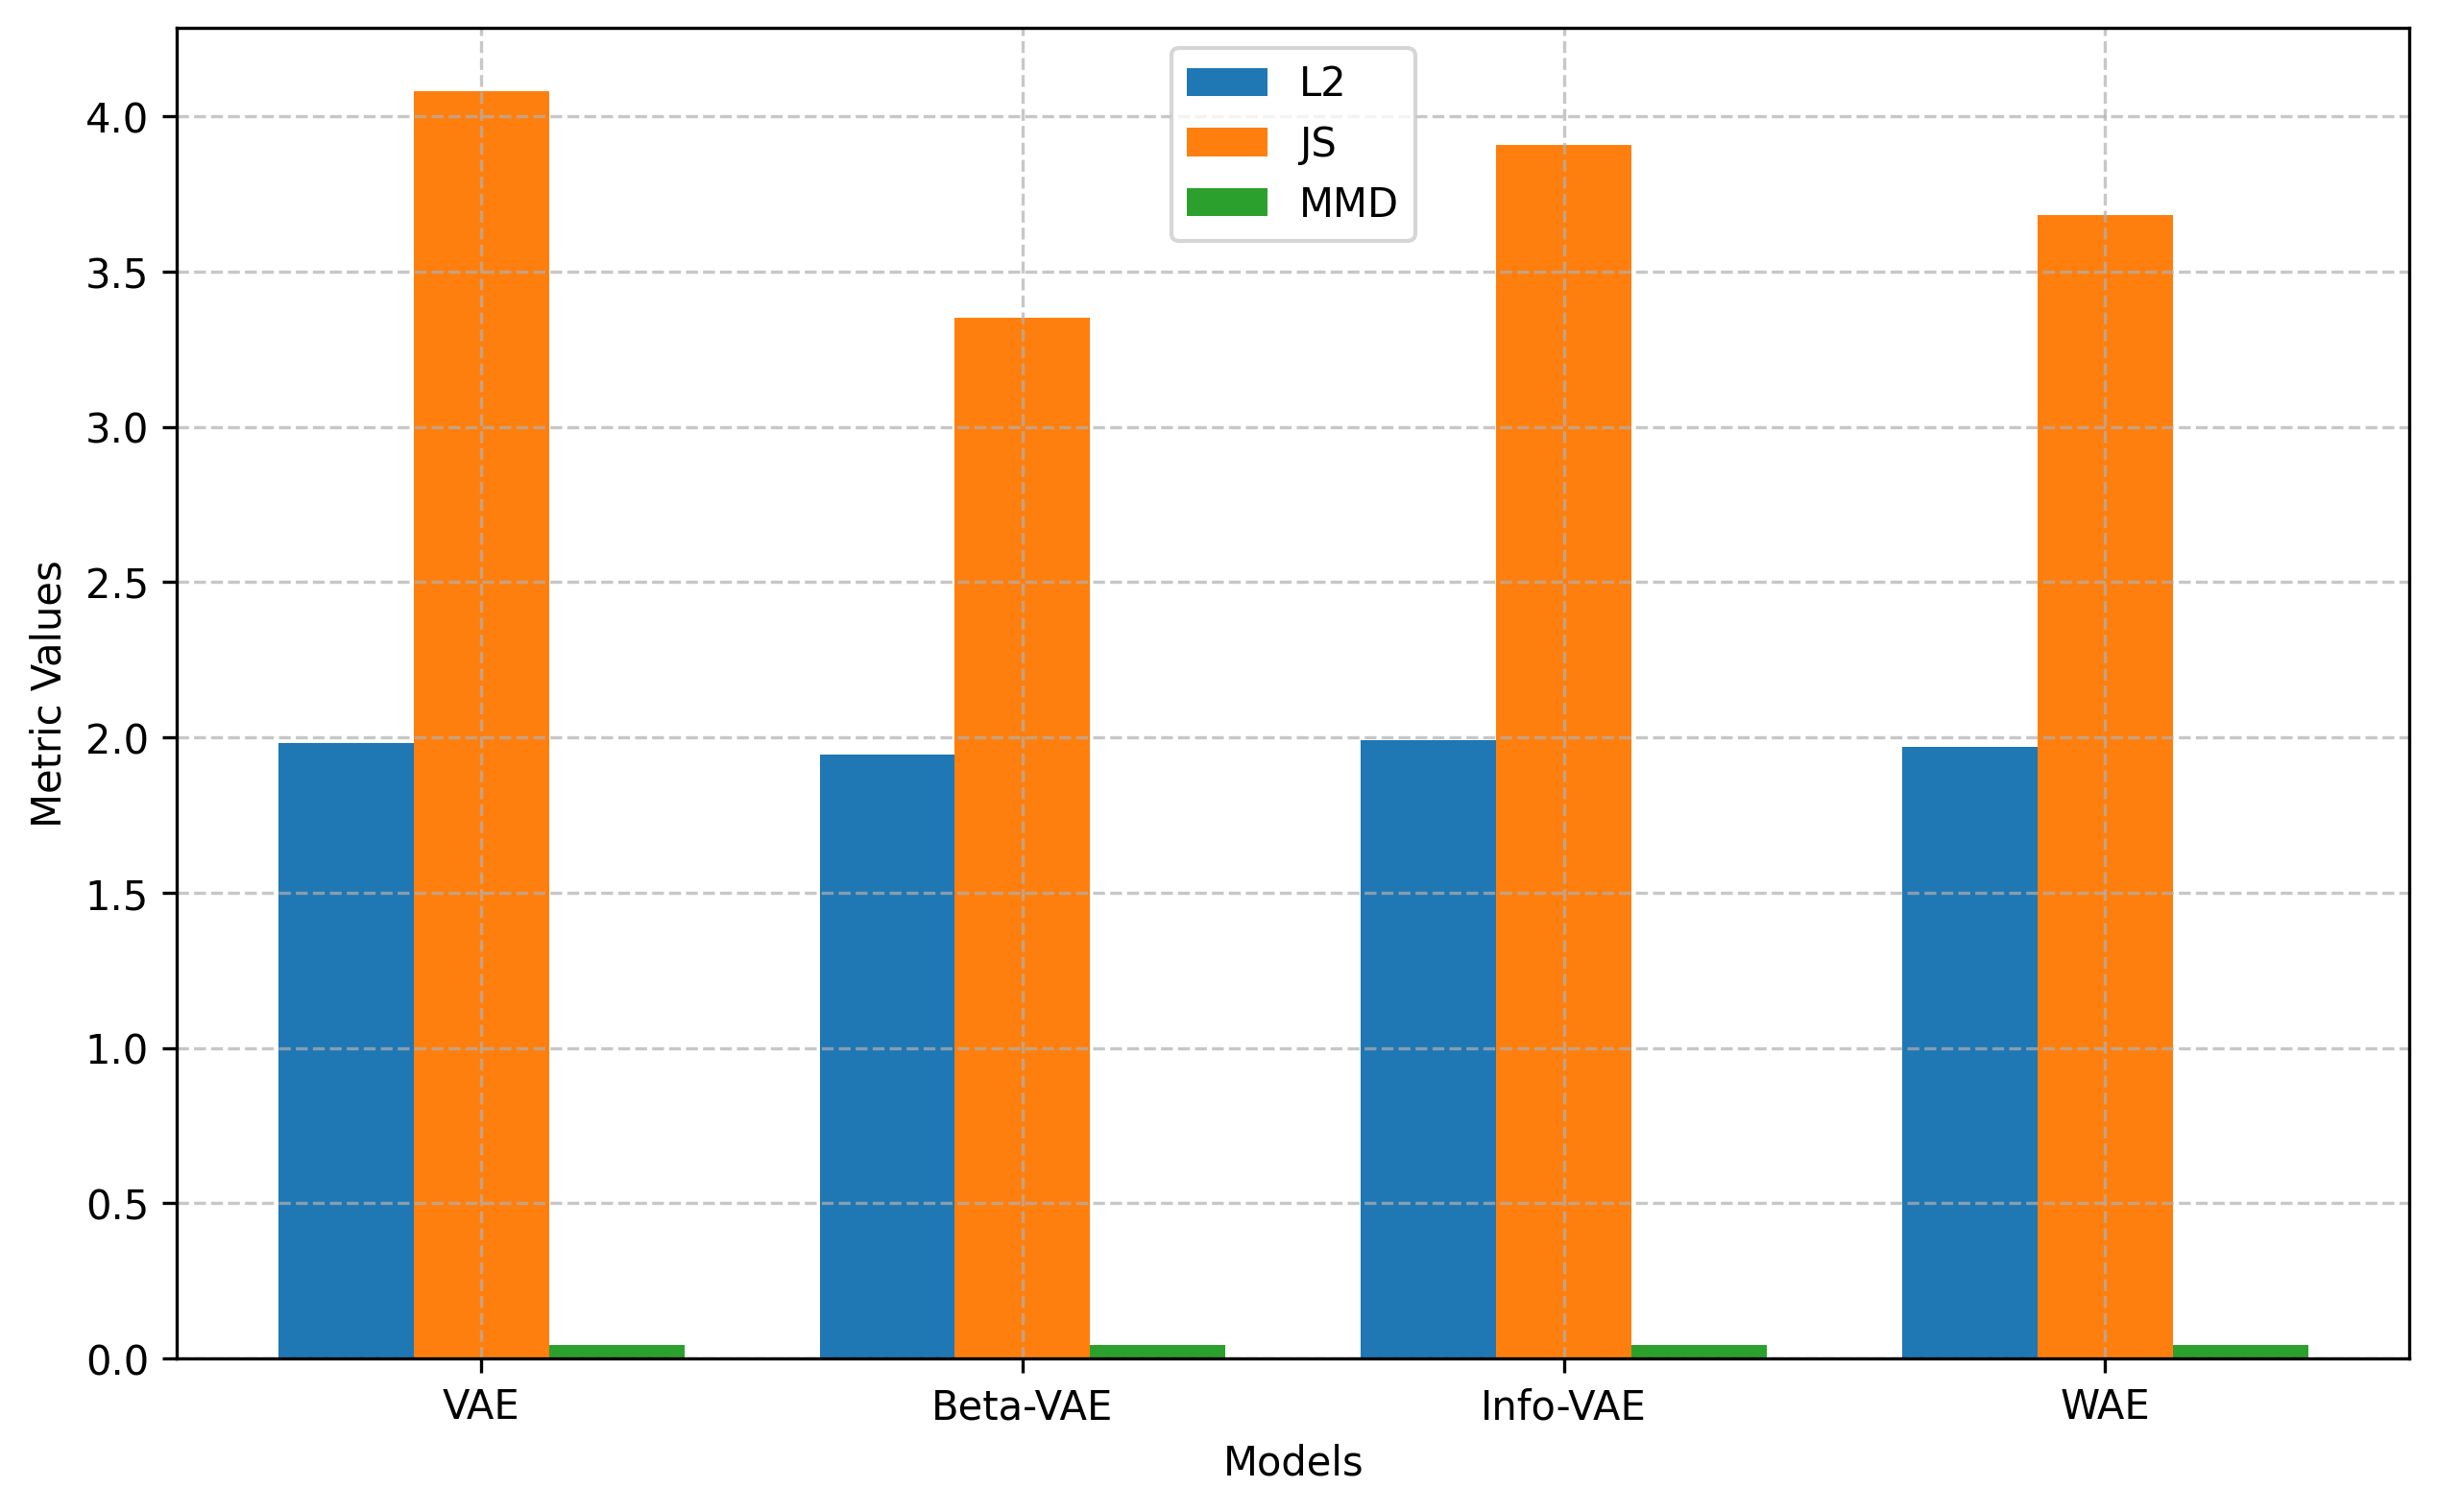 L2
JS
MMD
4.0
3.5
3.0
2.5
2.0
1.5
1.0
0.5
0.0
Metric Values
VAE
Beta-VAE
Info-VAE
WAE
Models